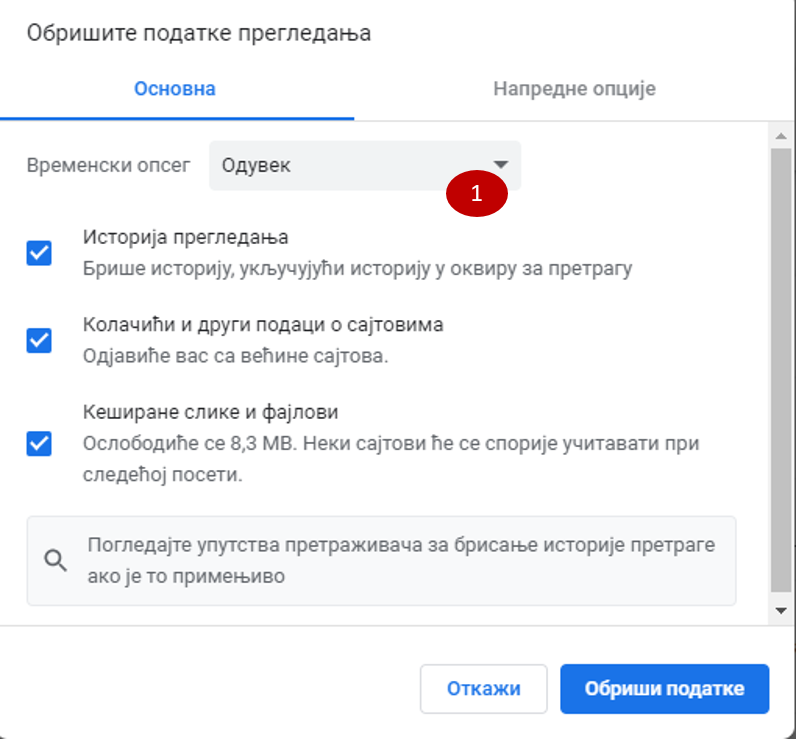 Обришите податке прегледања
Основна
Напредне опције
Временски опсег
Одувек
1
Историја прегледања
Брише историју, укључујући историју у оквиру за претрагу
Колачићи и други подаци о сајтовима
Одјавиће вас са већине сајтова.
Кеширане слике и фајлови
Ослободиће се 8,3 MB. Неки сајтови ће се спорије учитавати при
следећој посети.
Погледајте упутства претраживача за брисање историје претраге
ако је то примењиво
Откажи
Обриши податке